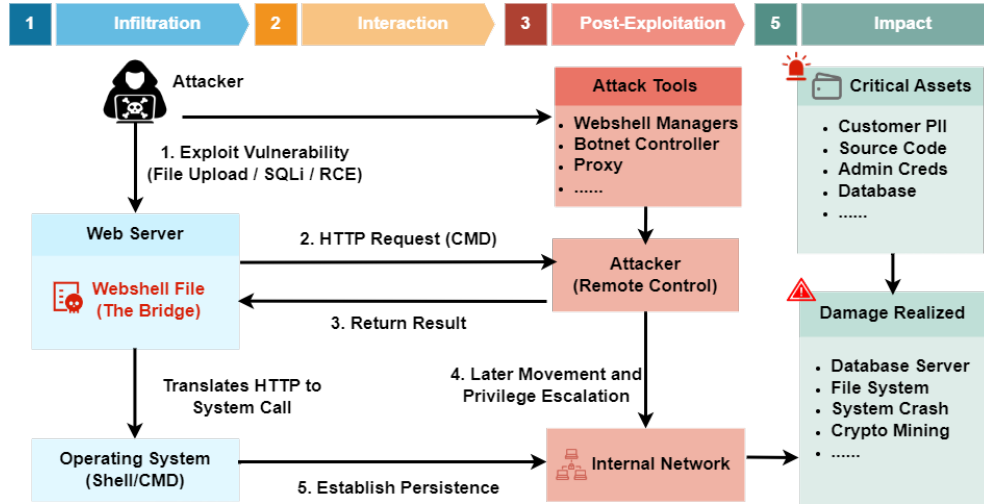 1 Infiltration 2 Interaction 3 Post-Exploitation 5 Impact
Attacker
1. Exploit Vulnerability
(File Upload / SQLi / RCE)
Attack Tools
• Webshell Managers
• Botnet Controller
• Proxy
• ......
Critical Assets
• Customer PII
• Source Code
• Admin Creds
• Database
• ......
Web Server
Webshell File
(The Bridge)
2. HTTP Request (CMD)
3. Return Result
Attacker
(Remote Control)
Damage Realized
• Database Server
• File System
• System Crash
• Crypto Mining
• ......
Translates HTTP to
System Call
4. Later Movement and
Privilege Escalation
Operating System
(Shell/CMD)
5. Establish Persistence
Internal Network